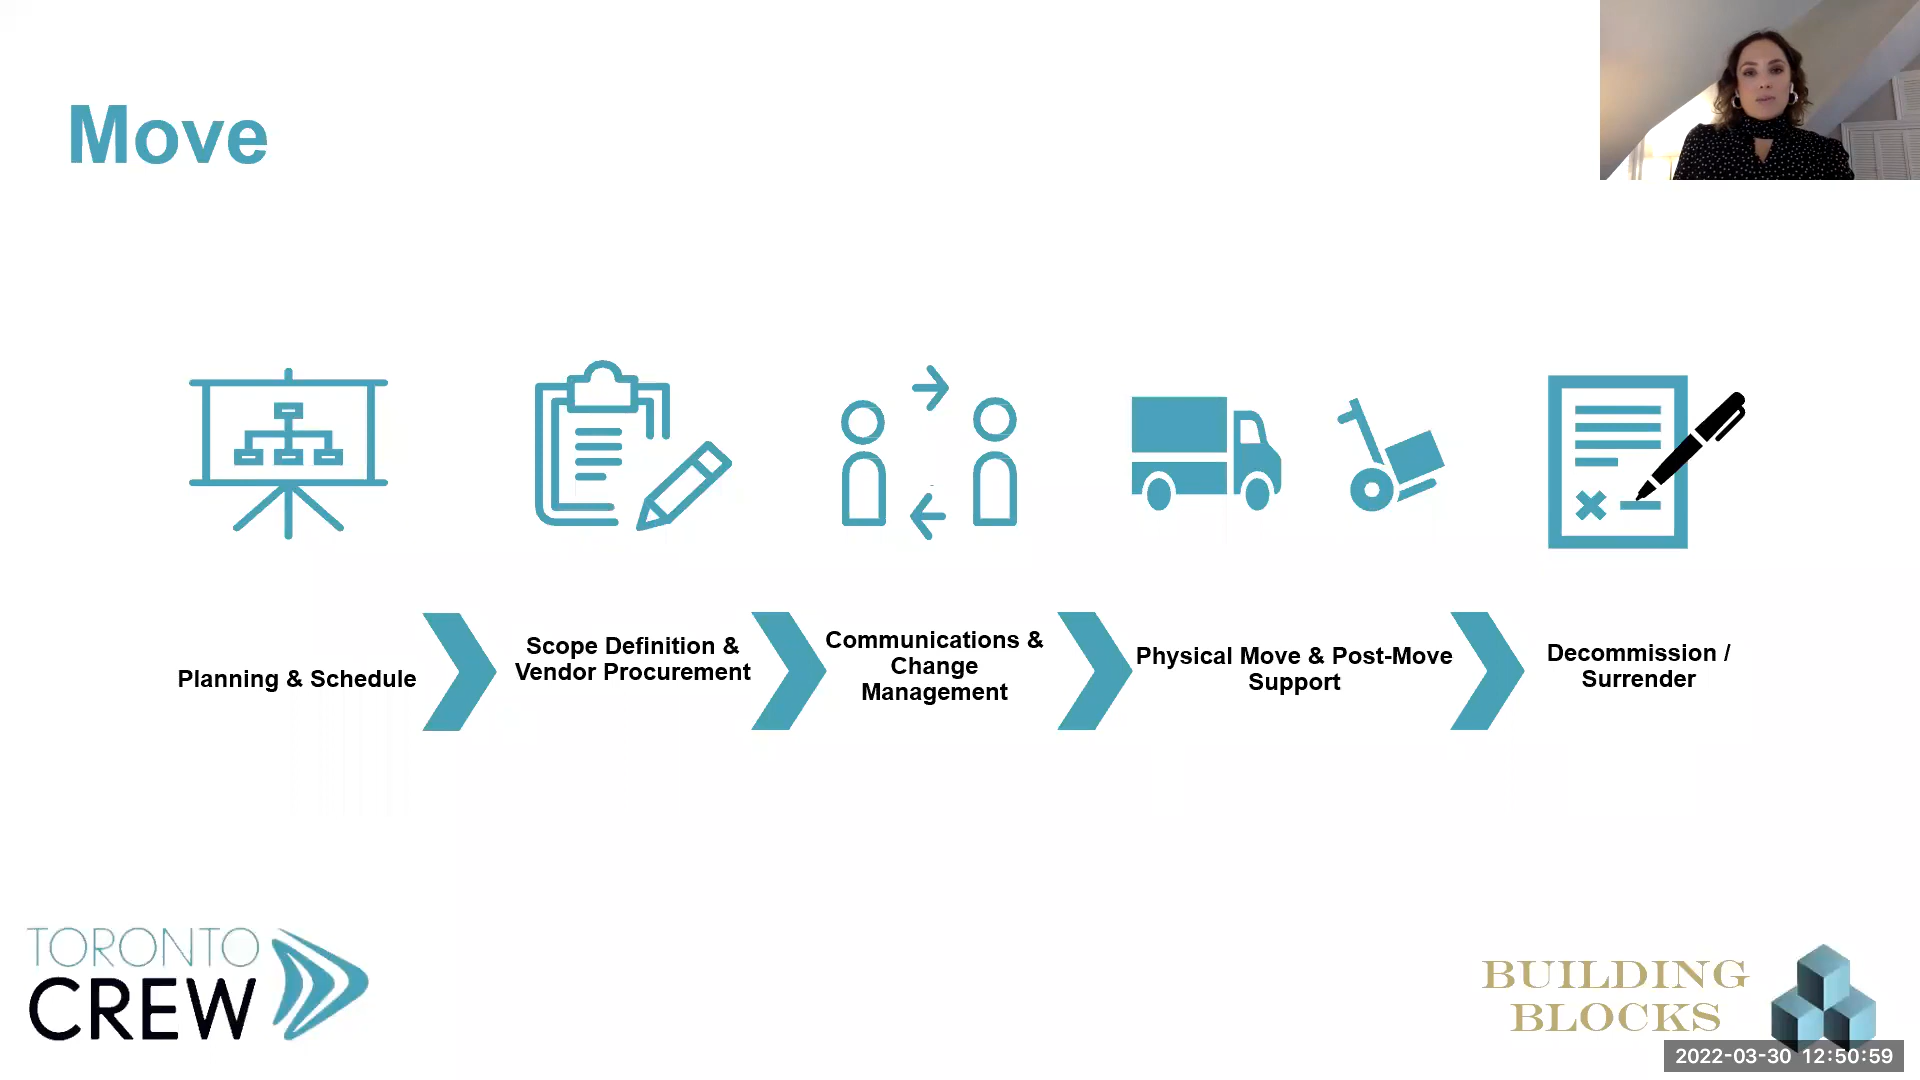 Move
Planning & Schedule
Scope Definition &
Vendor Procurement
Communications &
Change
Management
Physical Move & Post-Move
Support
Decommission /
Surrender
TORONTO
CREW
BUILDING
BLOCKS
2022-03-30 12:50:59